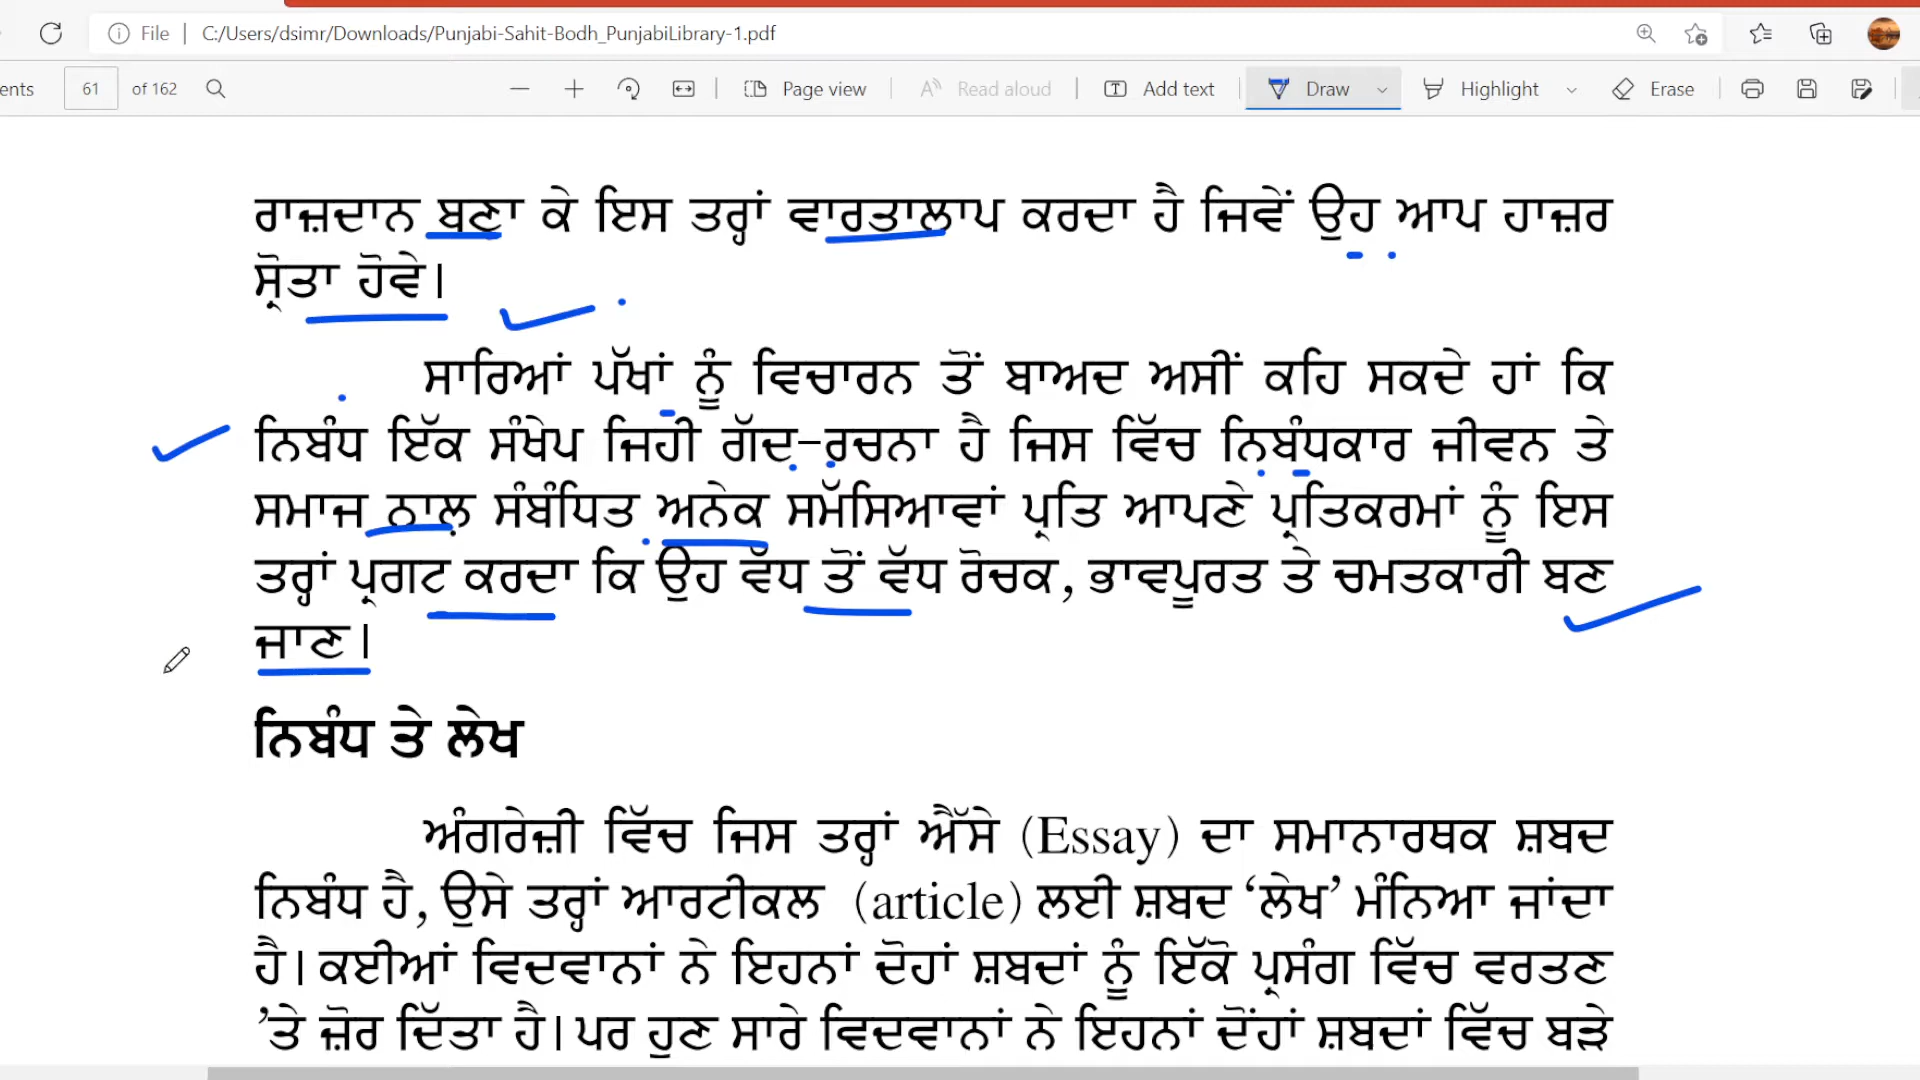 File | C:/Users/dsimr/Downloads/Punjabi-Sahit-Bodh_PunjabiLibrary-1.pdf
ents 61 of 162 Page view Read aloud Add text Draw Highlight Erase
ਰਾਜ਼ਦਾਨ ਬਣਾ ਕੇ ਇਸ ਤਰ੍ਹਾਂ ਵਾਰਤਾਲਾਪ ਕਰਦਾ ਹੈ ਜਿਵੇਂ ਉਹ ਆਪ ਹਾਜ਼ਰ
ਸ੍ਰੋਤਾ ਹੋਵੇ।
ਸਾਰਿਆਂ ਪੱਖਾਂ ਨੂੰ ਵਿਚਾਰਨ ਤੋਂ ਬਾਅਦ ਅਸੀਂ ਕਹਿ ਸਕਦੇ ਹਾਂ ਕਿ
ਨਿਬੰਧ ਇੱਕ ਸੰਖੇਪ ਜਿਹੀ ਗੱਦ-ਰਚਨਾ ਹੈ ਜਿਸ ਵਿੱਚ ਨਿਬੰਧਕਾਰ ਜੀਵਨ ਤੇ
ਸਮਾਜ ਨਾਲ਼ ਸੰਬੰਧਿਤ ਅਨੇਕ ਸਮੱਸਿਆਵਾਂ ਪ੍ਰਤਿ ਆਪਣੇ ਪ੍ਰਤਿਕਰਮਾਂ ਨੂੰ ਇਸ
ਤਰ੍ਹਾਂ ਪ੍ਰਗਟ ਕਰਦਾ ਕਿ ਉਹ ਵੱਧ ਤੋਂ ਵੱਧ ਰੋਚਕ, ਭਾਵਪੂਰਤ ਤੇ ਚਮਤਕਾਰੀ ਬਣ
ਜਾਣ।
ਨਿਬੰਧ ਤੇ ਲੇਖ
ਅੰਗਰੇਜ਼ੀ ਵਿੱਚ ਜਿਸ ਤਰ੍ਹਾਂ ਐੱਸੇ (Essay) ਦਾ ਸਮਾਨਾਰਥਕ ਸ਼ਬਦ
ਨਿਬੰਧ ਹੈ, ਉਸੇ ਤਰ੍ਹਾਂ ਆਰਟੀਕਲ (article) ਲਈ ਸ਼ਬਦ ‘ਲੇਖ’ ਮੰਨਿਆ ਜਾਂਦਾ
ਹੈ। ਕਈਆਂ ਵਿਦਵਾਨਾਂ ਨੇ ਇਹਨਾਂ ਦੋਹਾਂ ਸ਼ਬਦਾਂ ਨੂੰ ਇੱਕੋ ਪ੍ਰਸੰਗ ਵਿੱਚ ਵਰਤਣ
’ਤੇ ਜ਼ੋਰ ਦਿੱਤਾ ਹੈ। ਪਰ ਹੁਣ ਸਾਰੇ ਵਿਦਵਾਨਾਂ ਨੇ ਇਹਨਾਂ ਦੋਂਹਾਂ ਸ਼ਬਦਾਂ ਵਿੱਚ ਬੜੇ